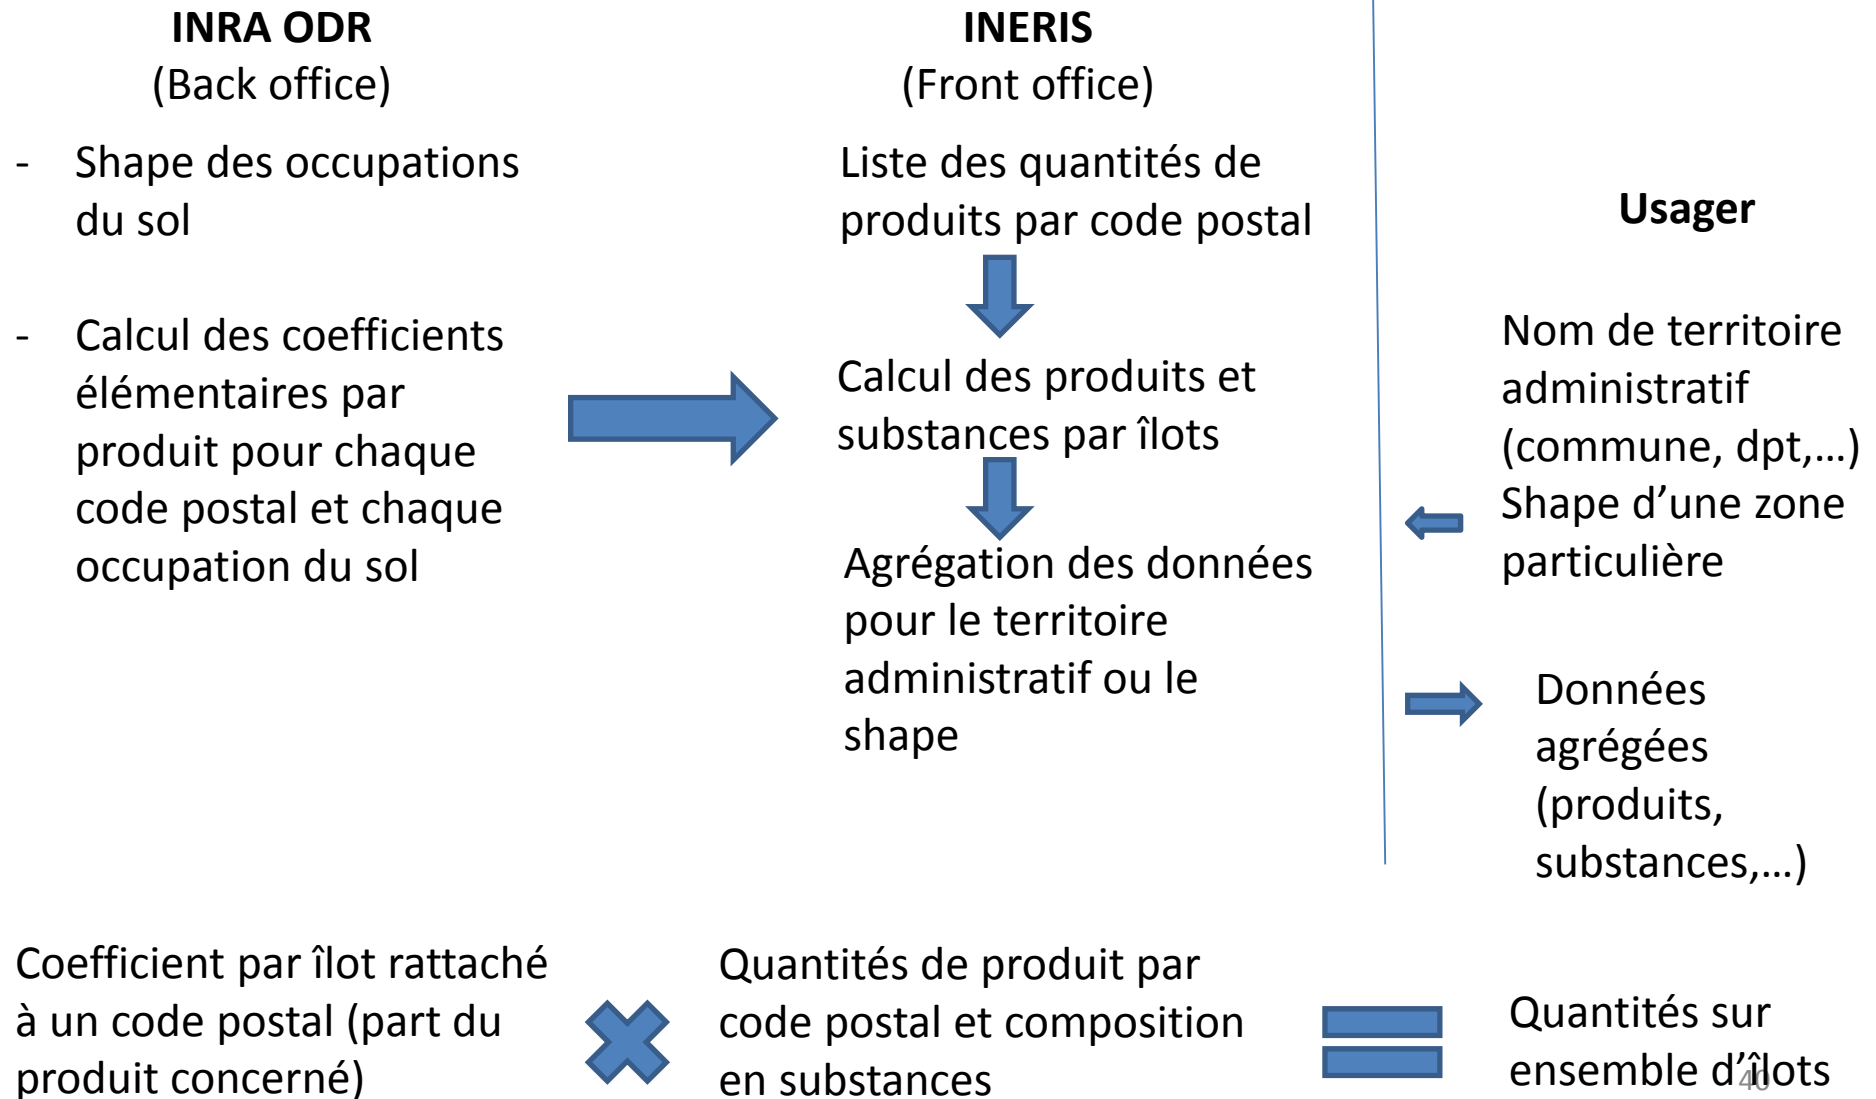 INRA ODR
(Back office)
- Shape des occupations
du sol
- Calcul des coefficients
élémentaires par
produit pour chaque
code postal et chaque
occupation du sol
INERIS
(Front office)
Liste des quantités de
produits par code postal
Calcul des produits et
substances par îlots
Agrégation des données
pour le territoire
administratif ou le
shape
Usager
Nom de territoire
administratif
(commune, dpt,…)
Shape d’une zone
particulière
Données
agrégées
(produits,
substances,…)
Coefficient par îlot rattaché
à un code postal (part du
produit concerné)
Quantités de produit par
code postal et composition
en substances
Quantités sur
ensemble d’îlots
40